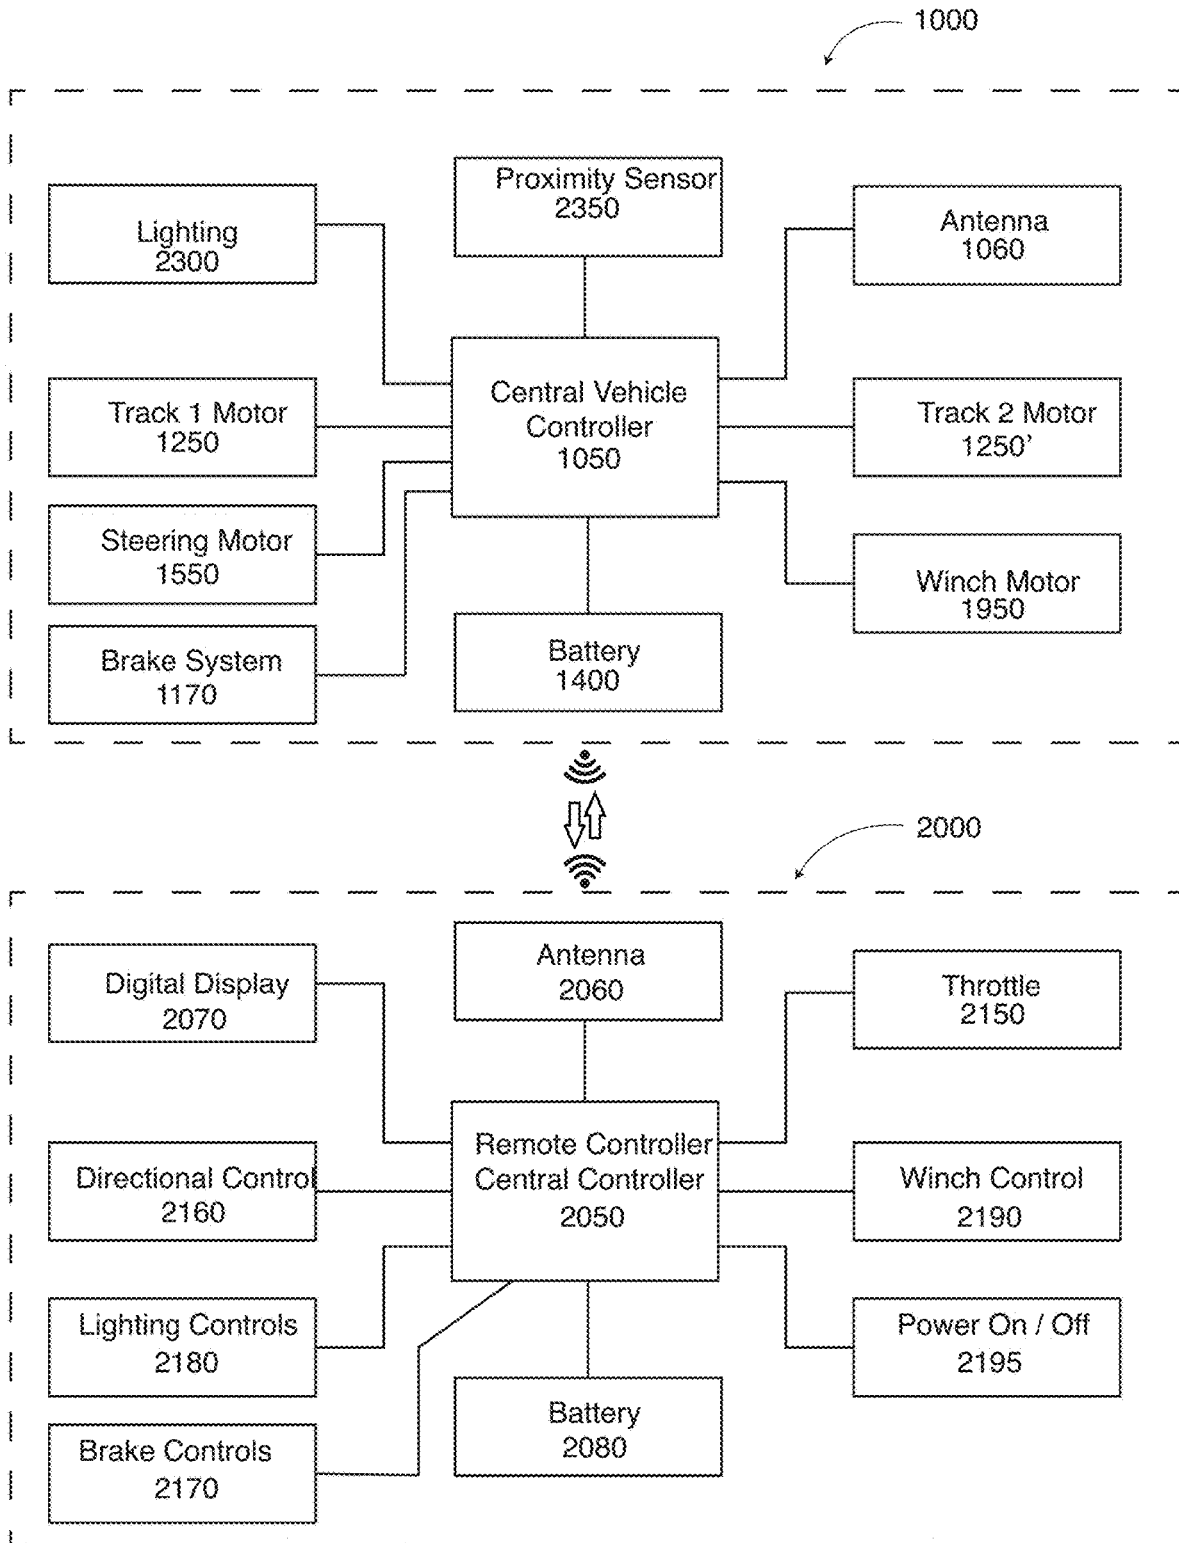 1000
Proximity Sensor
2350
Lighting
2300
Antenna
1060
Central Vehicle
Controller
1050
Track 1 Motor
1250
Track 2 Motor
1250’
Steering Motor
1550
Winch Motor
1950
Brake System
1170
Battery
1400
2000
Antenna
2060
Digital Display
2070
Throttle
2150
Remote Controller
Central Controller
2050
Directional Control
2160
Winch Control
2190
Lighting Controls
2180
Power On / Off
2195
Battery
2080
Brake Controls
2170